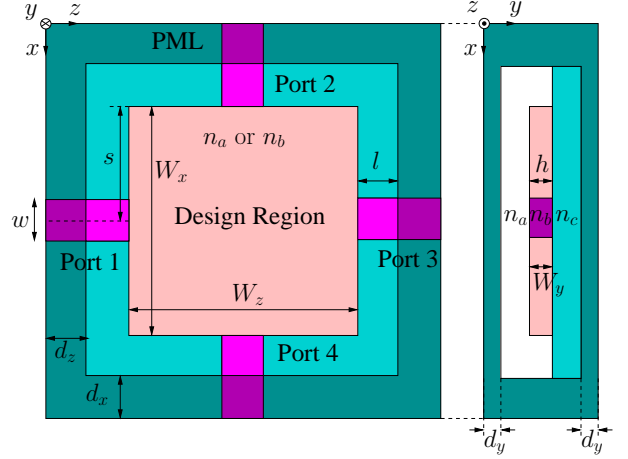 y z z y
x PML x
Port 2
s n_a or n_b l h
W_x
w Design Region n_a n_b n_c
Port 1 Port 3
W_z W_y
d_z Port 4
d_x
d_y d_y